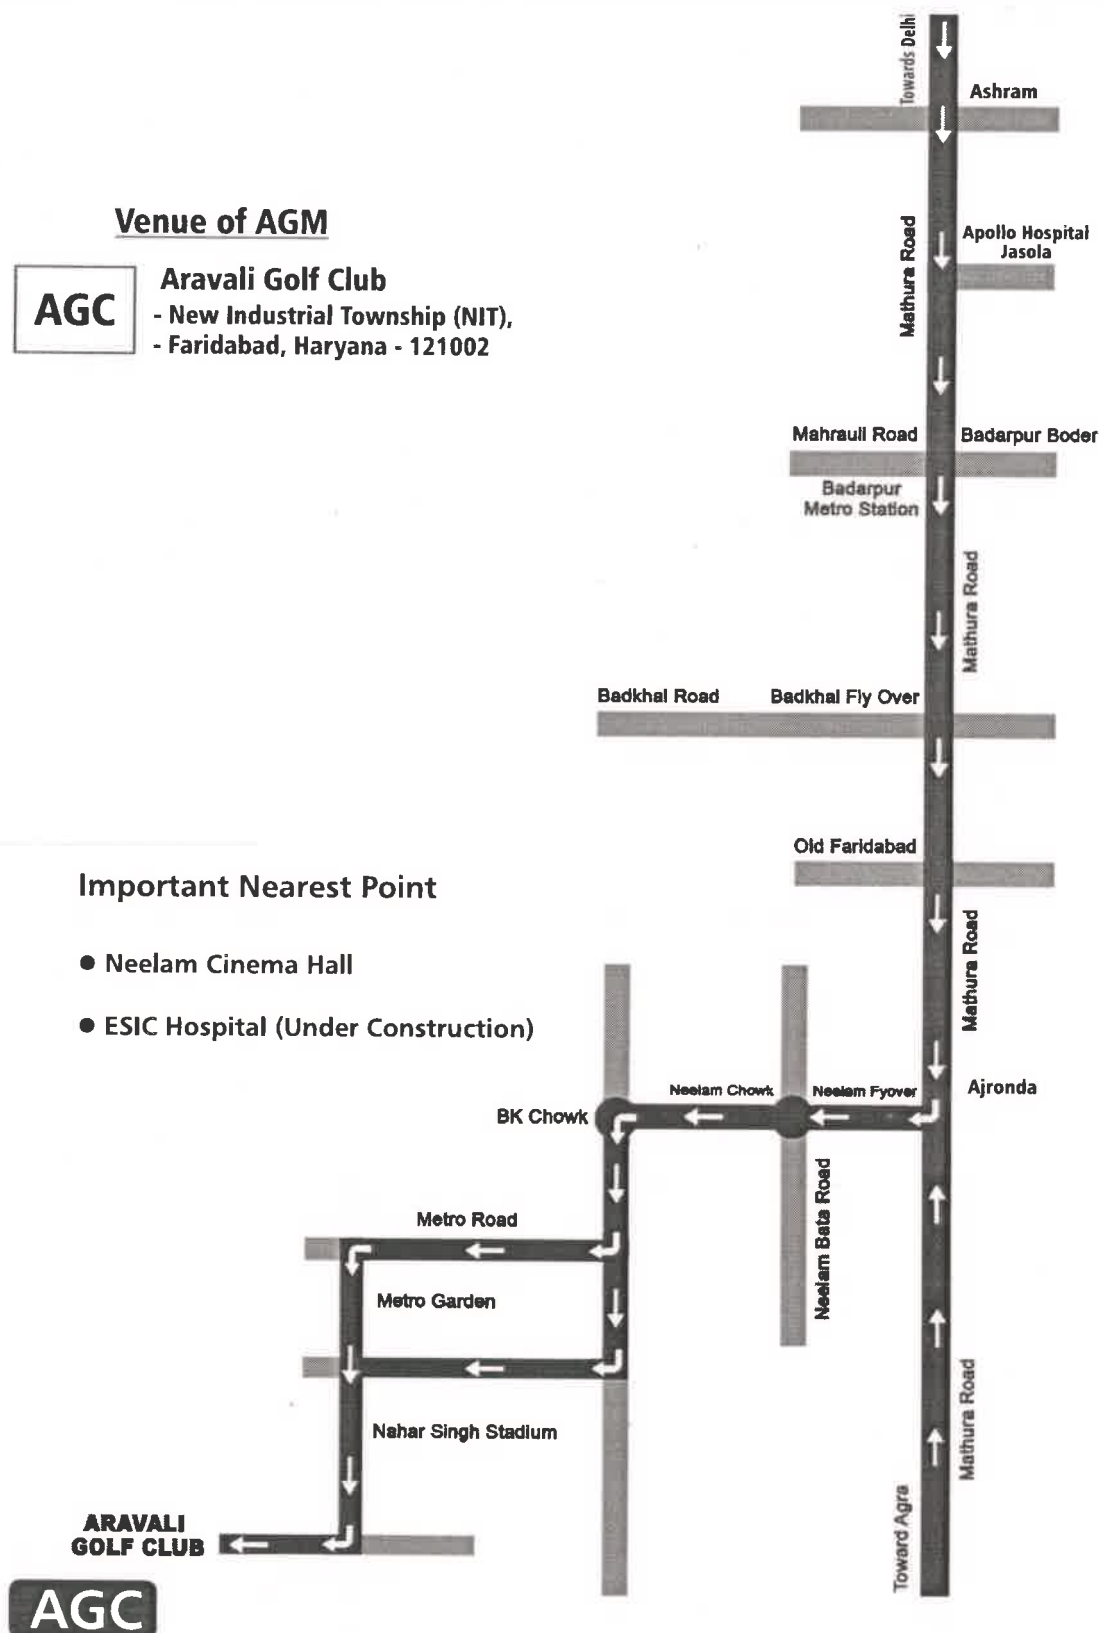 Towards Delhi
Ashram
Venue of AGM
AGC
Aravali Golf Club
- New Industrial Township (NIT),
- Faridabad, Haryana - 121002
Mathura Road
Apollo Hospital
Jasola
Mahrauli Road
Badarpur Boder
Badarpur
Metro Station
Mathura Road
Badkhal Road
Badkhal Fly Over
Old Faridabad
Important Nearest Point
● Neelam Cinema Hall
● ESIC Hospital (Under Construction)
Mathura Road
Neelam Chowk
Neelam Fyover
Ajronda
BK Chowk
Neelam Bata Road
Metro Road
Metro Garden
Mathura Road
Nahar Singh Stadium
Toward Agra
ARAVALI
GOLF CLUB
AGC